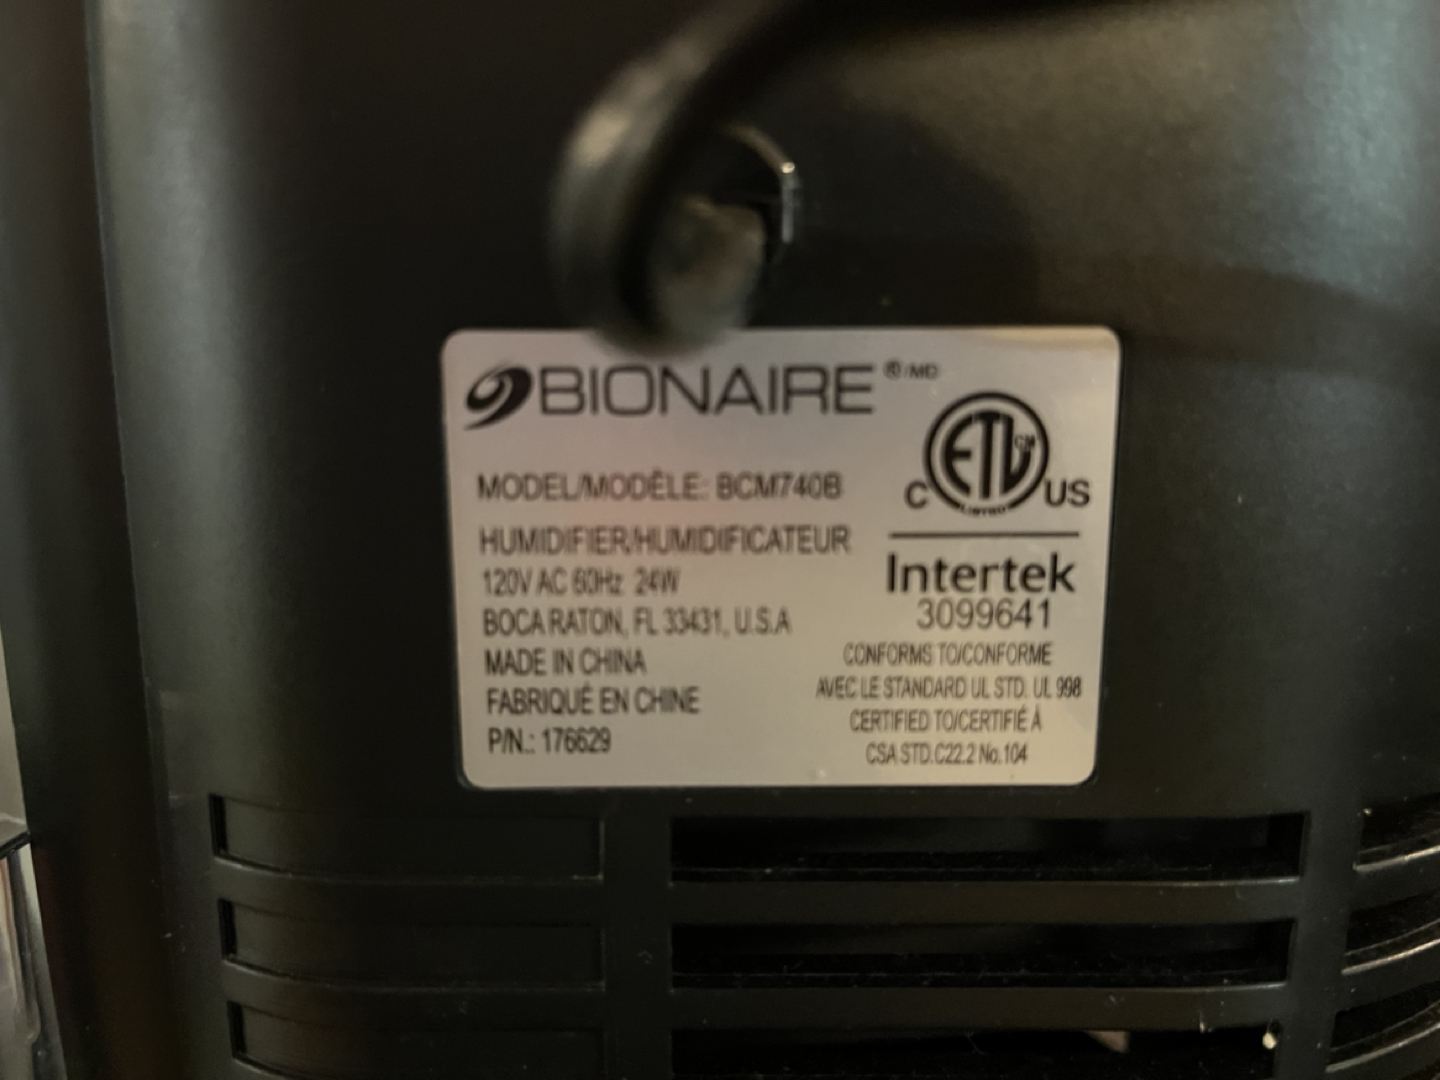 BIONAIRE ®/MD
MODEL/MODÈLE: BCM740B
HUMIDIFIER/HUMIDIFICATEUR
120V AC 60Hz 24W
BOCA RATON, FL 33431, U.S.A
MADE IN CHINA
FABRIQUÉ EN CHINE
P/N.: 176629
ETL CM
LISTED
C US
Intertek
3099641
CONFORMS TO/CONFORME
AVEC LE STANDARD UL STD. UL 998
CERTIFIED TO/CERTIFIÉ À
CSA STD.C22.2 No.104